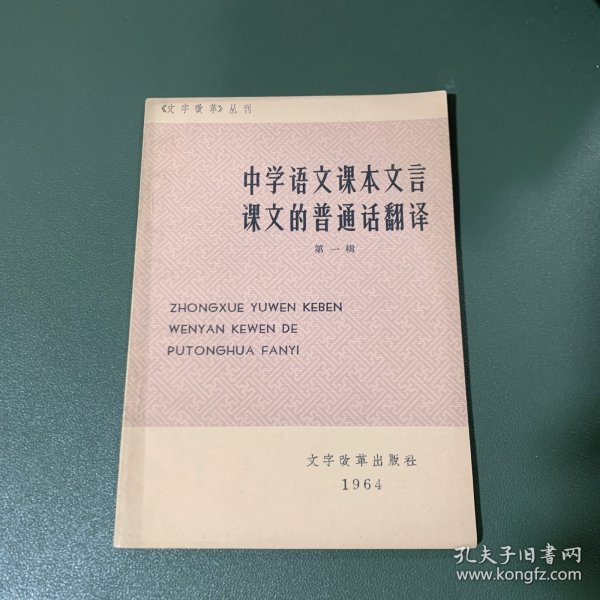 《文字改革》丛刊
中学语文课本文言
课文的普通话翻译
第一辑
ZHONGXUE YUWEN KEBEN
WENYAN KEWEN DE
PUTONGHUA FANYI
文字改革出版社
1964
孔夫子旧书网
www.kongfz.com